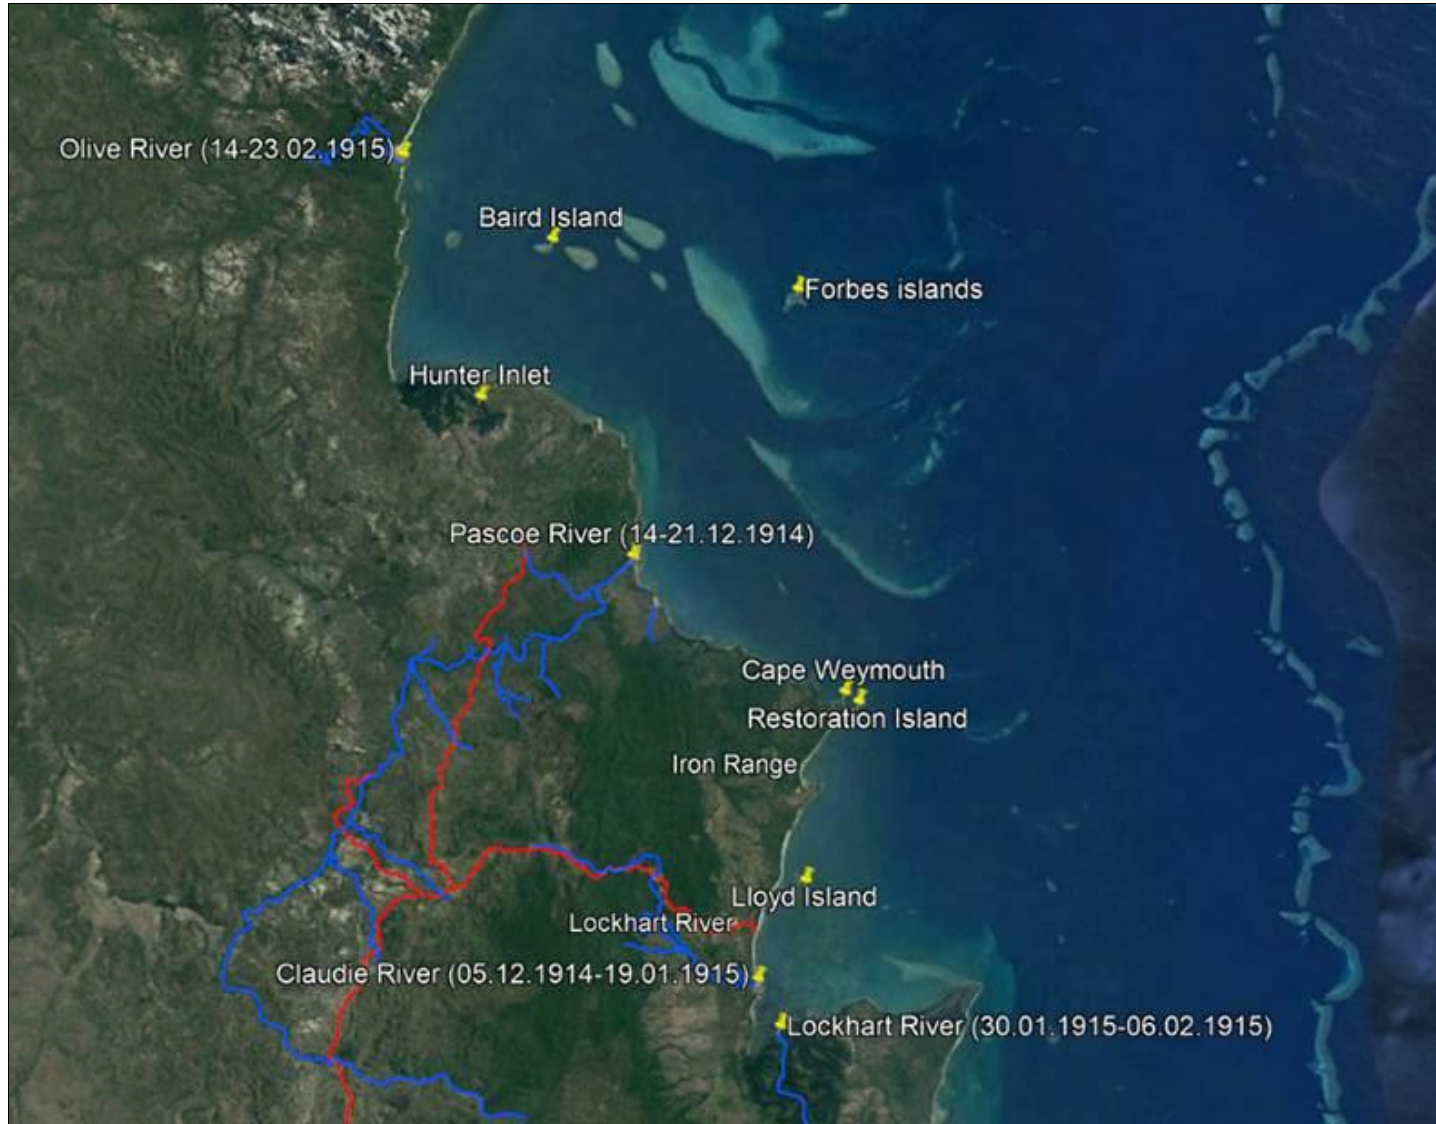 Olive River (14-23.02.1915)
Baird Island
Forbes islands
Hunter Inlet
Pascoe River (14-21.12.1914)
Cape Weymouth
Restoration Island
Iron Range
Lloyd Island
Lockhart River
Claudie River (05.12.1914-19.01.1915)
Lockhart River (30.01.1915-06.02.1915)